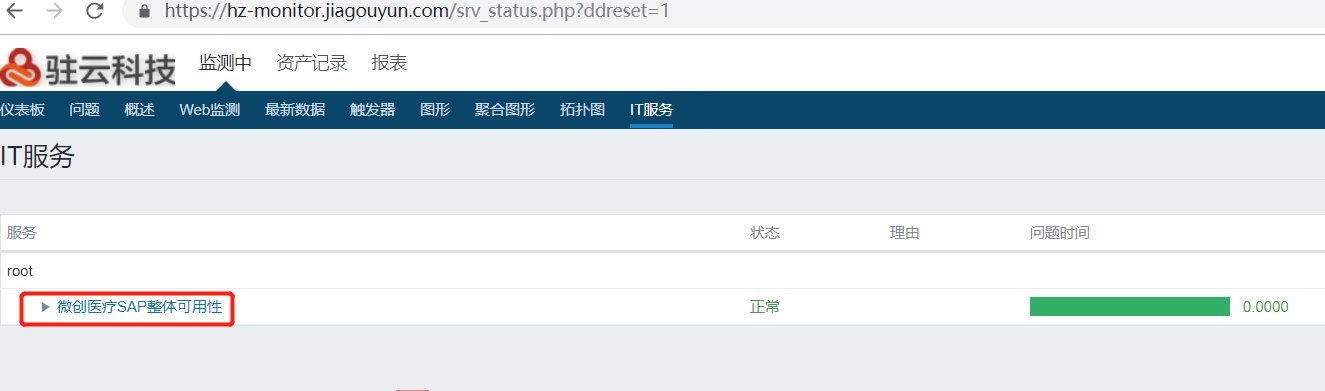 https://hz-monitor.jiagouyun.com/srv_status.php?ddreset=1
驻云科技 监测中 资产记录 报表
仪表板 问题 概述 Web监测 最新数据 触发器 图形 聚合图形 拓扑图 IT服务
IT服务
服务 状态 理由 问题时间
root
微创医疗SAP整体可用性 正常 0.0000